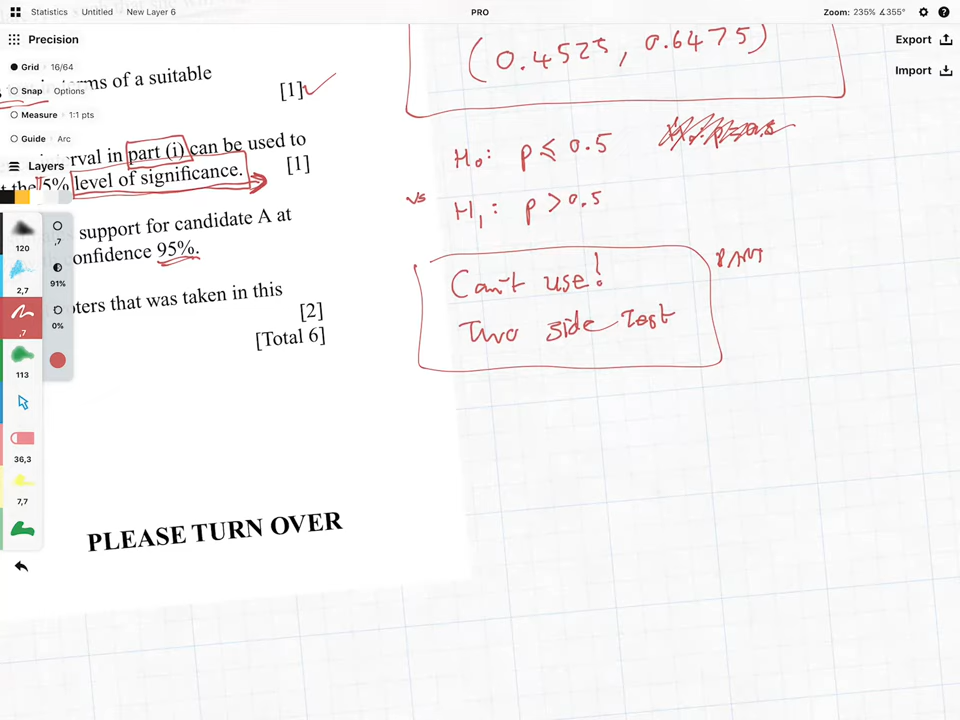 Statistics Untitled New Layer 6 PRO Zoom: 235% ∠355°
Precision
Export
Import
Grid 16/64
Snap Options
Measure 1:1 pts
Guide Arc
Layers
terms of a suitable
[1]
interval in part (i) can be used to
[1]
5% level of significance.
support for candidate A at
confidence 95%.
voters that was taken in this
[2]
[Total 6]
PLEASE TURN OVER
120
2,7
,7
113
36,3
7,7
,7
91%
0%
(0.4525, 0.6475)
H₀: p ≤ 0.5
vs H₁: p > 0.5
Can't use!
Two side Test
PART